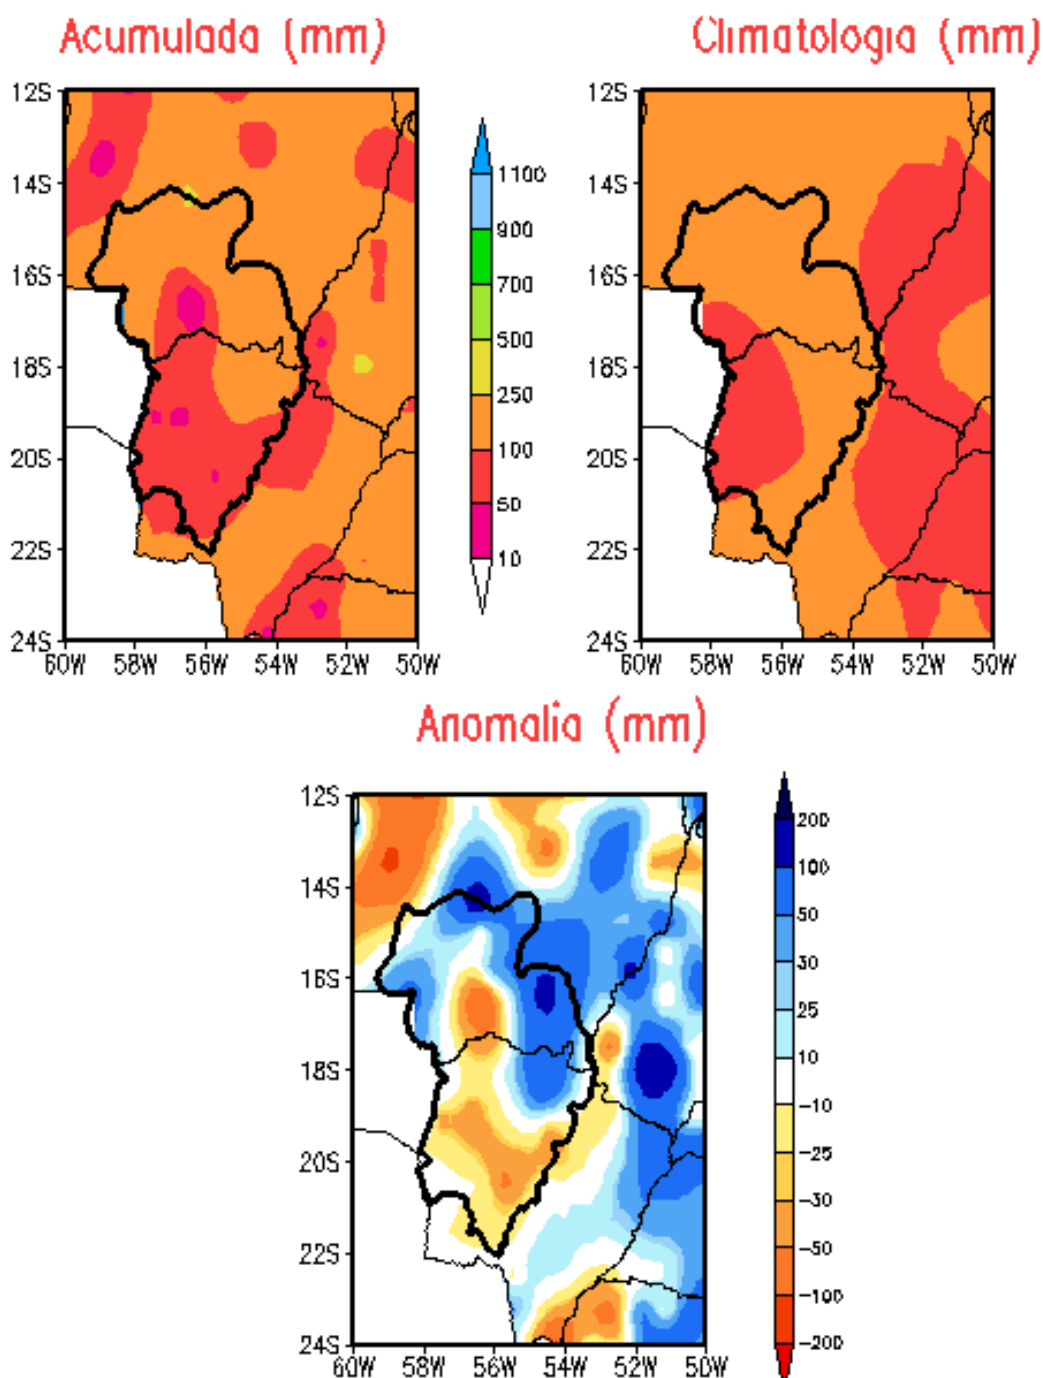 Acumulada (mm)
Climatologia (mm)
12S
14S
16S
18S
20S
22S
24S
60W 58W 56W 54W 52W 50W
1100
900
700
500
250
100
50
10
12S
14S
16S
18S
20S
22S
24S
60W 58W 56W 54W 52W 50W
Anomalia (mm)
12S
14S
16S
18S
20S
22S
24S
60W 58W 56W 54W 52W 50W
200
100
50
30
25
10
-10
-25
-30
-50
-100
-200